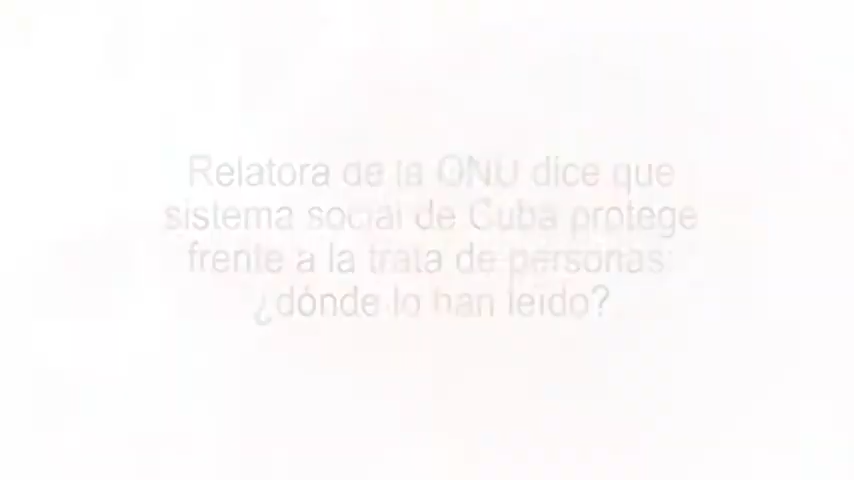 Relatora de la ONU dice que
sistema social de Cuba protege
frente a la trata de personas:
¿dónde lo han leído?